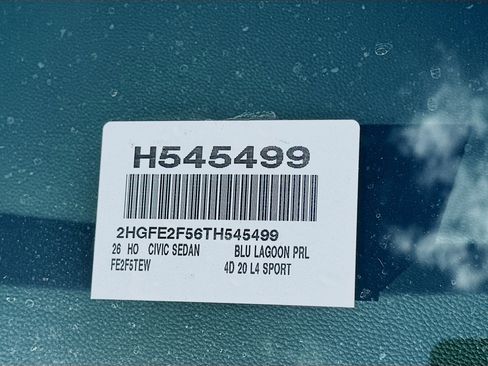 H545499
2HGFE2F56TH545499
26 HO CIVIC SEDAN BLU LAGOON PRL
FE2F5TEW 4D 20 L4 SPORT